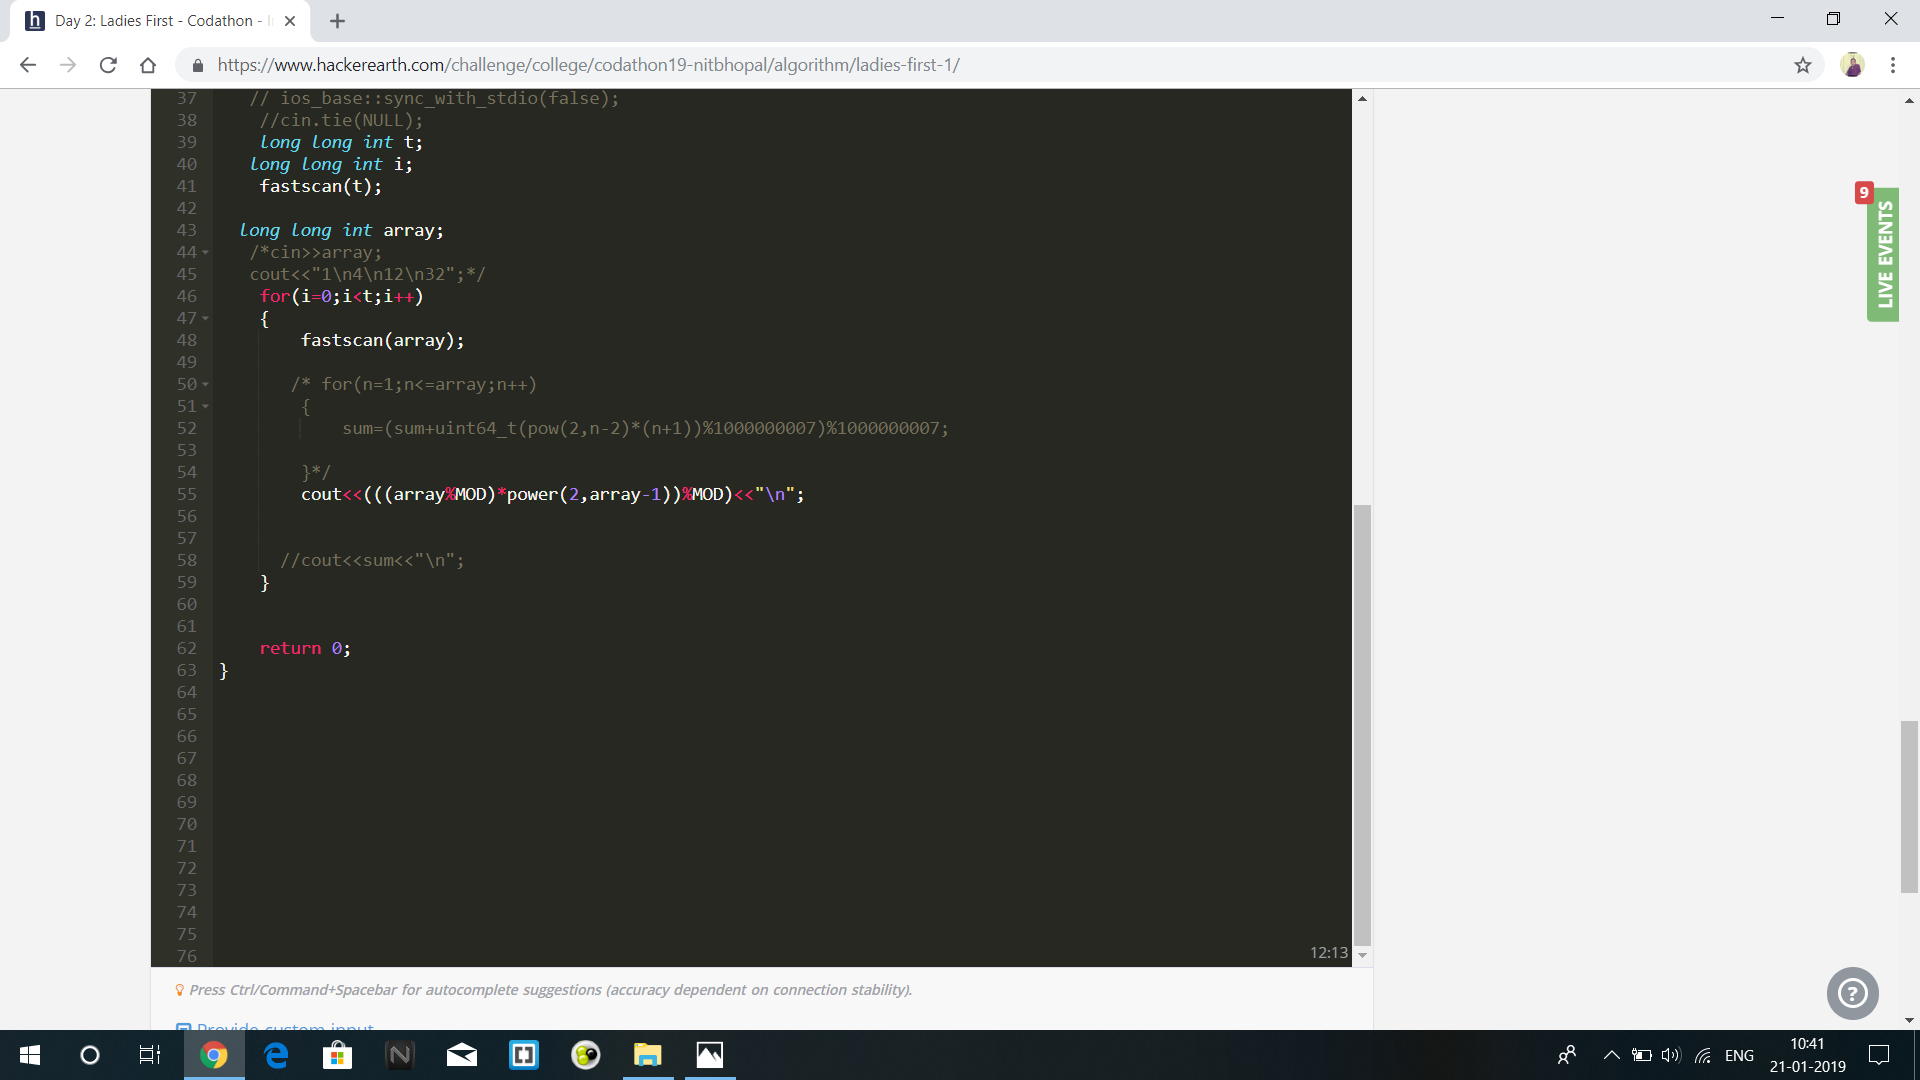 Day 2: Ladies First - Codathon -
https://www.hackerearth.com/challenge/college/codathon19-nitbhopal/algorithm/ladies-first-1/
37 // ios_base::sync_with_stdio(false);
38 //cin.tie(NULL);
39 long long int t;
40 long long int i;
41 fastscan(t);
42
43 long long int array;
44 /*cin>>array;
45 cout<<"1\n4\n12\n32";*/
46 for(i=0;i<t;i++)
47 {
48 fastscan(array);
49
50 /* for(n=1;n<=array;n++)
51 {
52 sum=(sum+uint64_t(pow(2,n-2)*(n+1))%1000000007)%1000000007;
53
54 }*/
55 cout<<(((array%MOD)*power(2,array-1))%MOD)<<"\n";
56
57
58 //cout<<sum<<"\n";
59 }
60
61
62 return 0;
63 }
64
65
66
67
68
69
70
71
72
73
74
75
76
12:13
9
LIVE EVENTS
Press Ctrl/Command+Spacebar for autocomplete suggestions (accuracy dependent on connection stability).
Provide custom input
?
ENG
10:41
21-01-2019